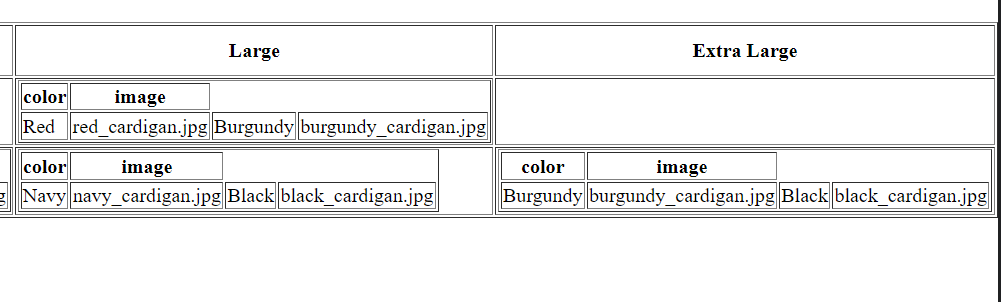 Large Extra Large
color image
Red red_cardigan.jpg Burgundy burgundy_cardigan.jpg
color image color image
g Navy navy_cardigan.jpg Black black_cardigan.jpg Burgundy burgundy_cardigan.jpg Black black_cardigan.jpg